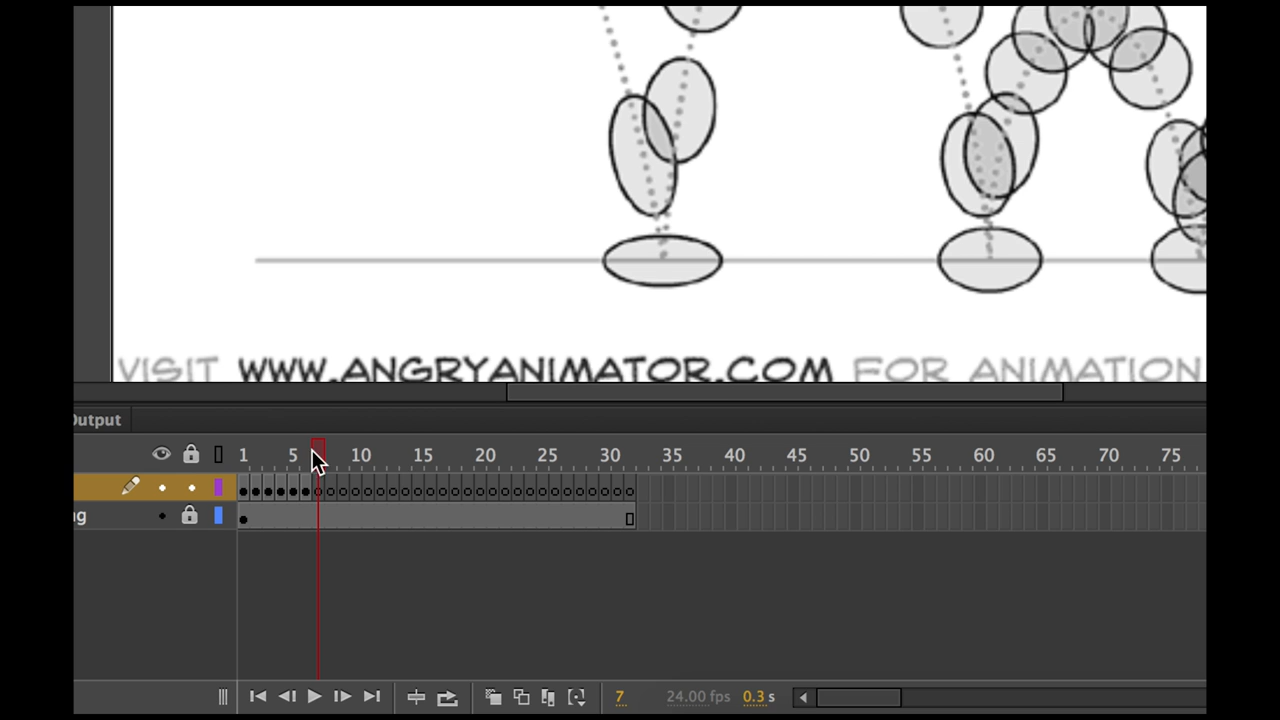 VISIT WWW.ANGRYANIMATOR.COM FOR ANIMATION
Output
1 5 10 15 20 25 30 35 40 45 50 55 60 65 70 75
g
7 24.00 fps 0.3 s